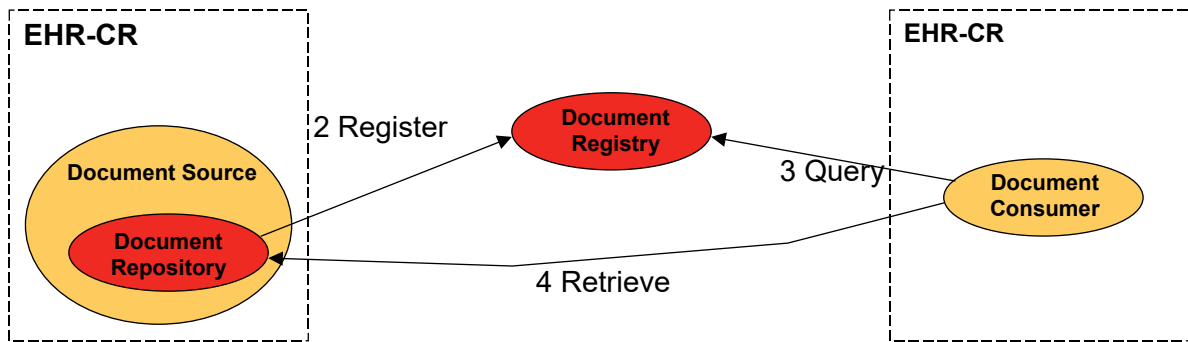 EHR-CR
EHR-CR
2 Register
Document
Registry
Document Source
3 Query
Document
Consumer
Document
Repository
4 Retrieve